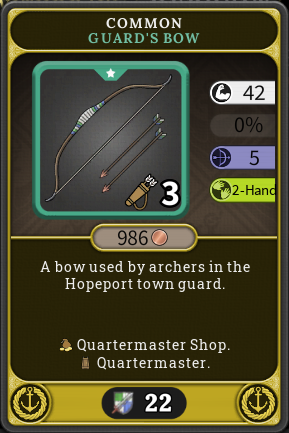 COMMON
GUARD'S BOW
42
0%
3
5
2-Hand
986
A bow used by archers in the
Hopeport town guard.
Quartermaster Shop.
Quartermaster.
22